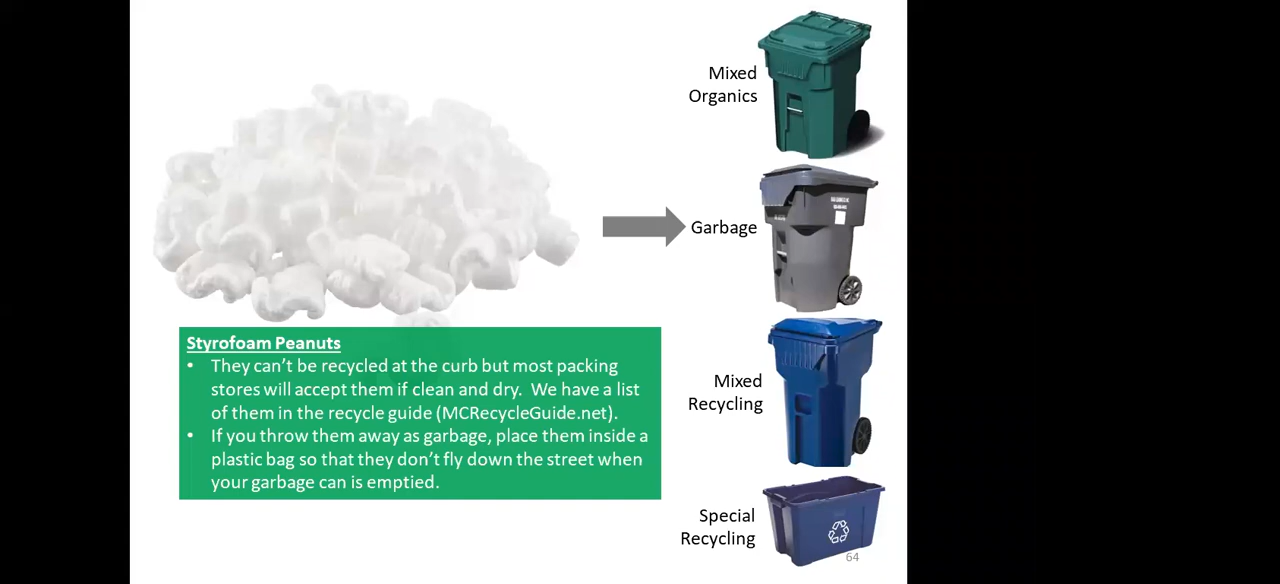 Mixed
Organics
Garbage
Styrofoam Peanuts
• They can't be recycled at the curb but most packing
stores will accept them if clean and dry.  We have a list
of them in the recycle guide (MCRecycleGuide.net).
• If you throw them away as garbage, place them inside a
plastic bag so that they don't fly down the street when
your garbage can is emptied.
Mixed
Recycling
Special
Recycling
64